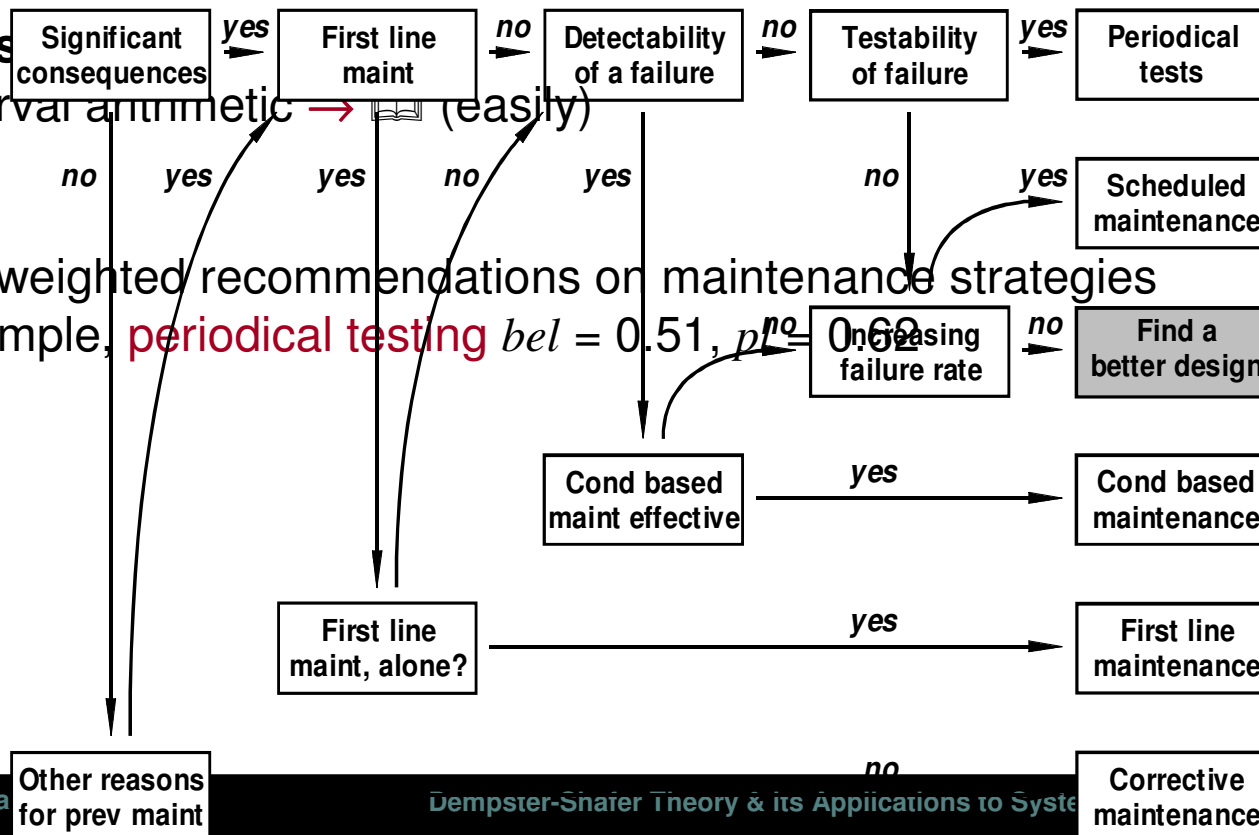 Significant
consequences
yes
First line
maint
no
Detectability
of a failure
no
Testability
of failure
yes
Periodical
tests
s
rval arithmetic → (easily)
no
yes
yes
no
yes
no
yes
Scheduled
maintenance
weighted recommendations on maintenance strategies
mple, periodical testing bel = 0.51, pl = 0.62
no
Increasing
failure rate
no
Find a
better design
Cond based
maint effective
yes
Cond based
maintenance
First line
maint, alone?
yes
First line
maintenance
Other reasons
for prev maint
no
Corrective
maintenance
a
Dempster-Shafer Theory & its Applications to Syste